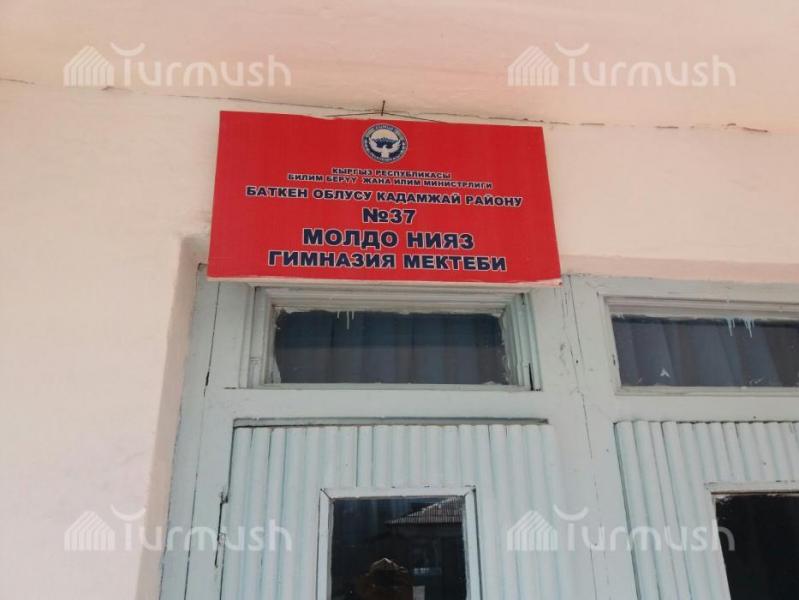 Turmush
Turmush
КЫРГЫЗ РЕСПУБЛИКАСЫ
БИЛИМ БЕРҮҮ ЖАНА ИЛИМ МИНИСТРЛИГИ
БАТКЕН ОБЛУСУ КАДАМЖАЙ РАЙОНУ
№37
МОЛДО НИЯЗ
ГИМНАЗИЯ МЕКТЕБИ
Turmush
Turmush